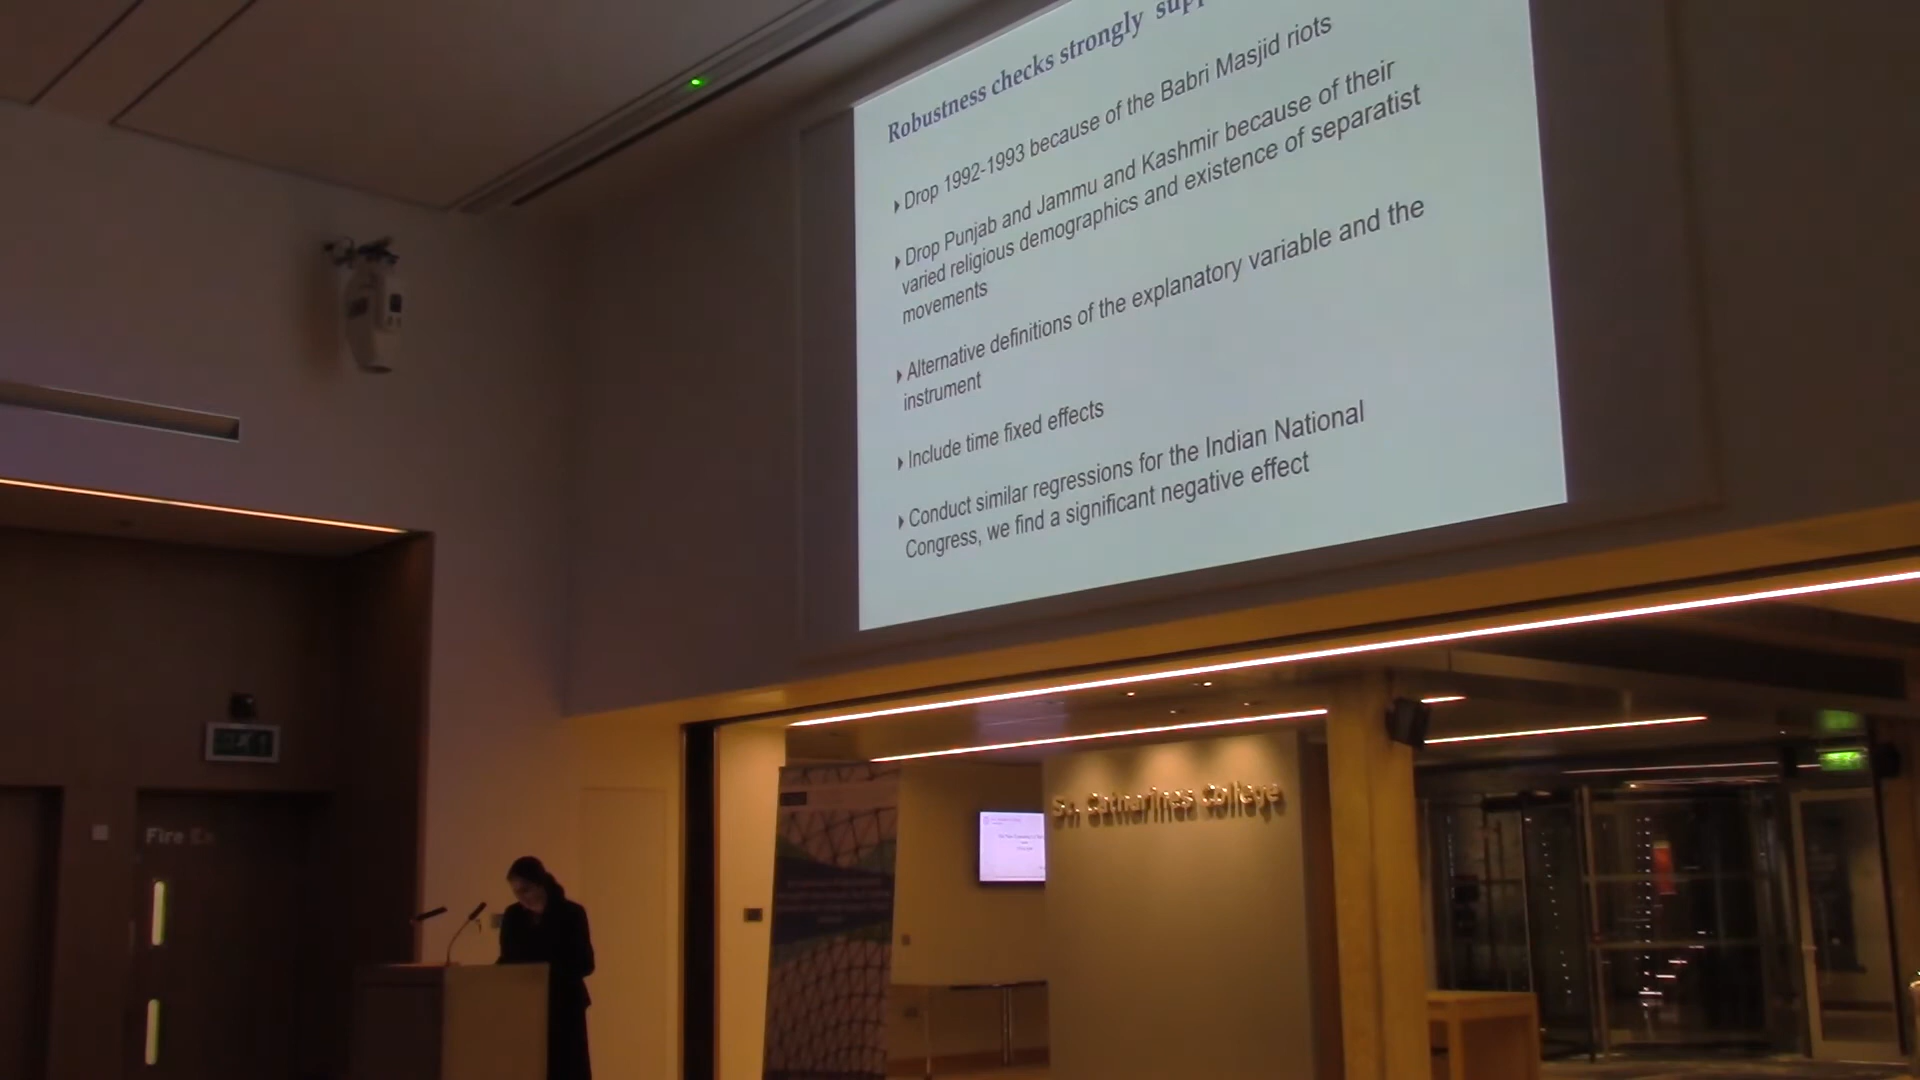 Robustness checks strongly
▸ Drop 1992-1993 because of the Babri Masjid riots
▸ Drop Punjab and Jammu and Kashmir because of their
varied religious demographics and existence of separatist
movements
▸ Alternative definitions of the explanatory variable and the
instrument
▸ Include time fixed effects
▸ Conduct similar regressions for the Indian National
Congress, we find a significant negative effect
St. Catharines College
Fire